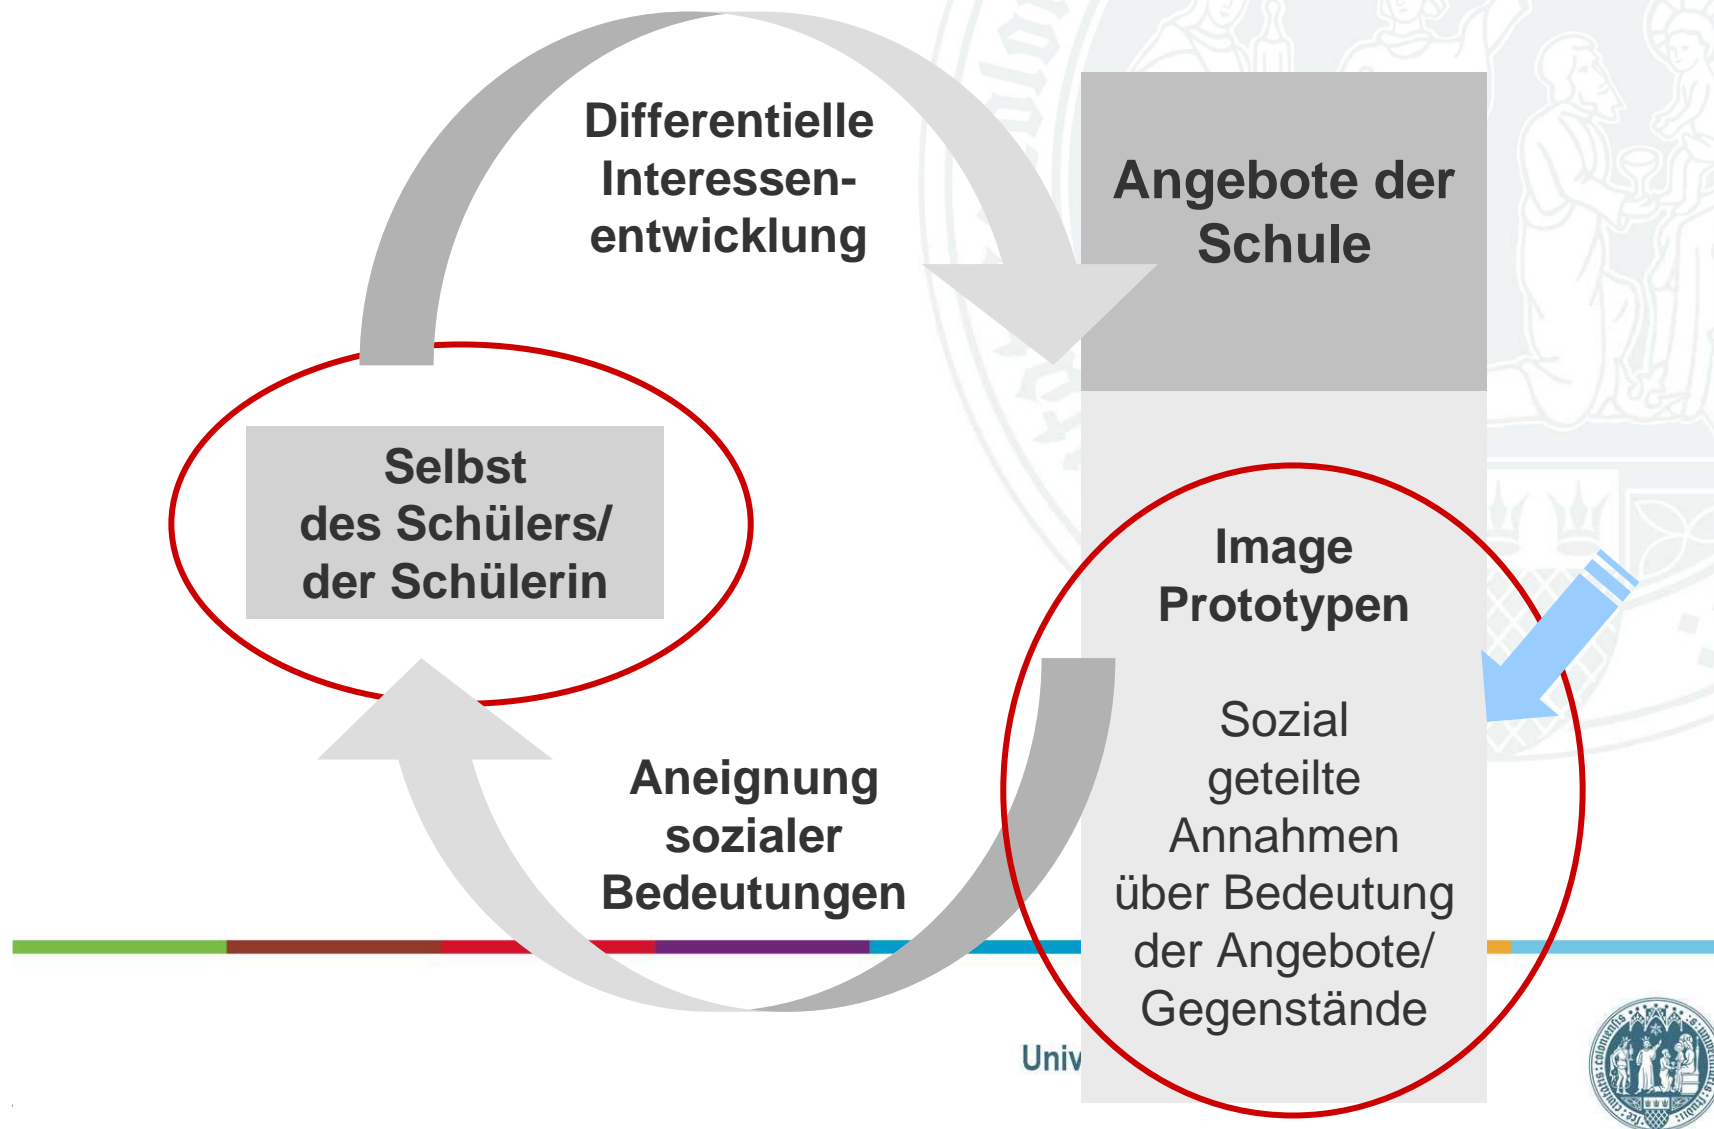 Differentielle
Interessen-
entwicklung
Angebote der
Schule
Selbst
des Schülers/
der Schülerin
Image
Prototypen
Sozial
geteilte
Annahmen
über Bedeutung
der Angebote/
Gegenstände
Aneignung
sozialer
Bedeutungen
Univ